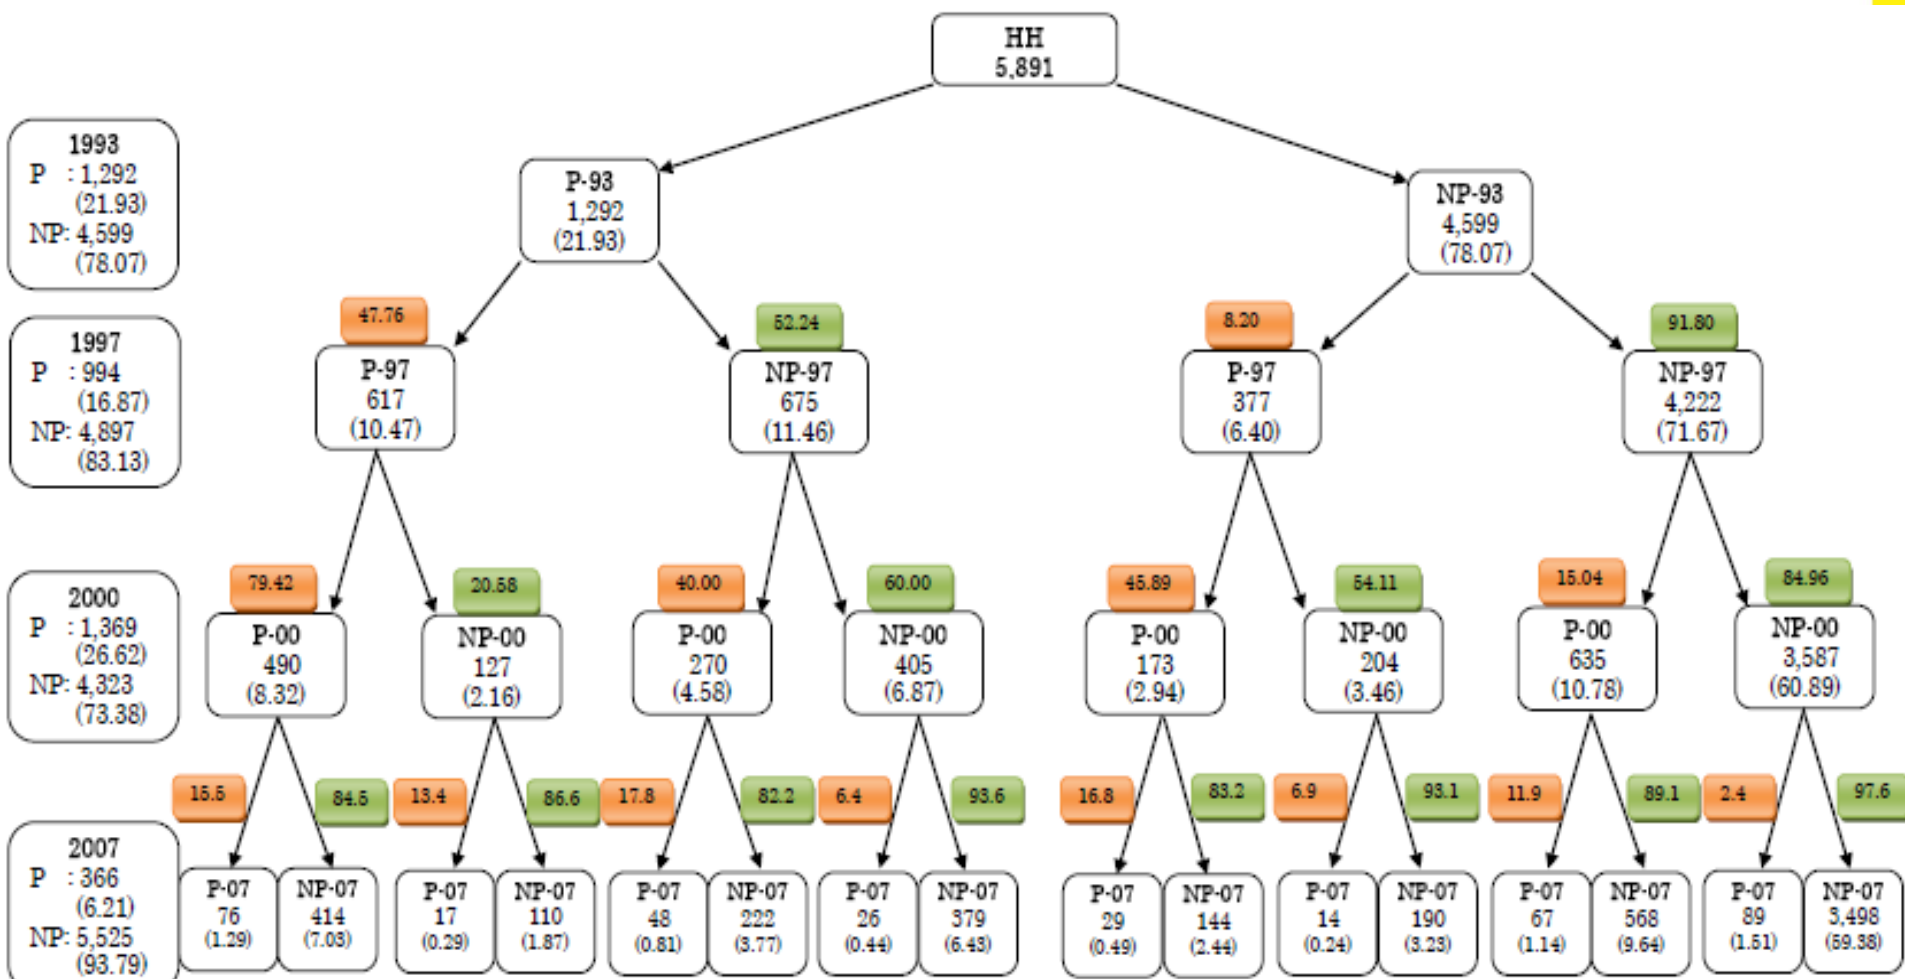 HH
5,891
1993
P : 1,292
(21.93)
NP: 4,599
(78.07)
P-93
1,292
(21.93)
NP-93
4,599
(78.07)
1997
P : 994
(16.87)
NP: 4,897
(83.13)
47.76
52.24
8.20
91.80
P-97
617
(10.47)
NP-97
675
(11.46)
P-97
377
(6.40)
NP-97
4,222
(71.67)
2000
P : 1,369
(26.62)
NP: 4,323
(73.38)
79.42
20.58
40.00
60.00
45.89
54.11
15.04
84.96
P-00
490
(8.32)
NP-00
127
(2.16)
P-00
270
(4.58)
NP-00
405
(6.87)
P-00
173
(2.94)
NP-00
204
(3.46)
P-00
635
(10.78)
NP-00
3,587
(60.89)
15.5
84.5
13.4
86.6
17.8
82.2
6.4
93.6
16.8
83.2
6.9
93.1
11.9
89.1
2.4
97.6
2007
P : 366
(6.21)
NP: 5,525
(93.79)
P-07
76
(1.29)
NP-07
414
(7.03)
P-07
17
(0.29)
NP-07
110
(1.87)
P-07
48
(0.81)
NP-07
222
(3.77)
P-07
26
(0.44)
NP-07
379
(6.43)
P-07
29
(0.49)
NP-07
144
(2.44)
P-07
14
(0.24)
NP-07
190
(3.23)
P-07
67
(1.14)
NP-07
568
(9.64)
P-07
89
(1.51)
NP-07
3,498
(59.38)